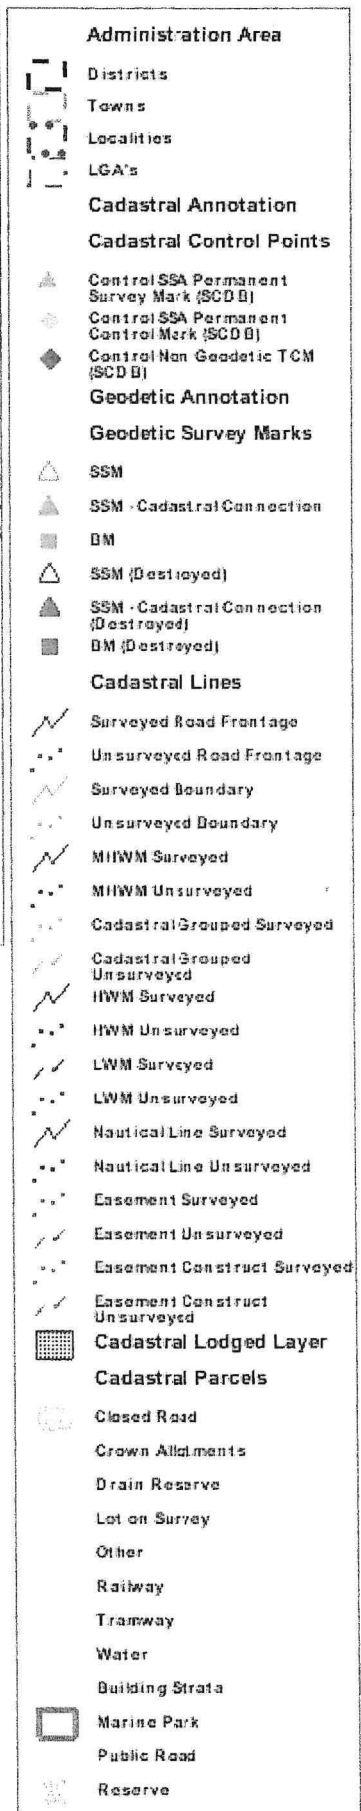 Administration Area
Districts
Towns
Localities
LGA's
Cadastral Annotation
Cadastral Control Points
Control SSA Permanent
Survey Mark (SCDB)
Control SSA Permanent
Control Mark (SCDB)
Control Non Geodetic TCM
(SCDB)
Geodetic Annotation
Geodetic Survey Marks
SSM
SSM - Cadastral Connection
BM
SSM (Destroyed)
SSM - Cadastral Connection
(Destroyed)
BM (Destroyed)
Cadastral Lines
Surveyed Road Frontage
Unsurveyed Road Frontage
Surveyed Boundary
Unsurveyed Boundary
MHWM Surveyed
MHWM Unsurveyed
Cadastral Grouped Surveyed
Cadastral Grouped
Unsurveyed
HWM Surveyed
HWM Unsurveyed
LWM Surveyed
LWM Unsurveyed
Nautical Line Surveyed
Nautical Line Unsurveyed
Easement Surveyed
Easement Unsurveyed
Easement Construct Surveyed
Easement Construct
Unsurveyed
Cadastral Lodged Layer
Cadastral Parcels
Closed Road
Crown Allotments
Drain Reserve
Lot on Survey
Other
Railway
Tramway
Water
Building Strata
Marine Park
Public Road
Reserve